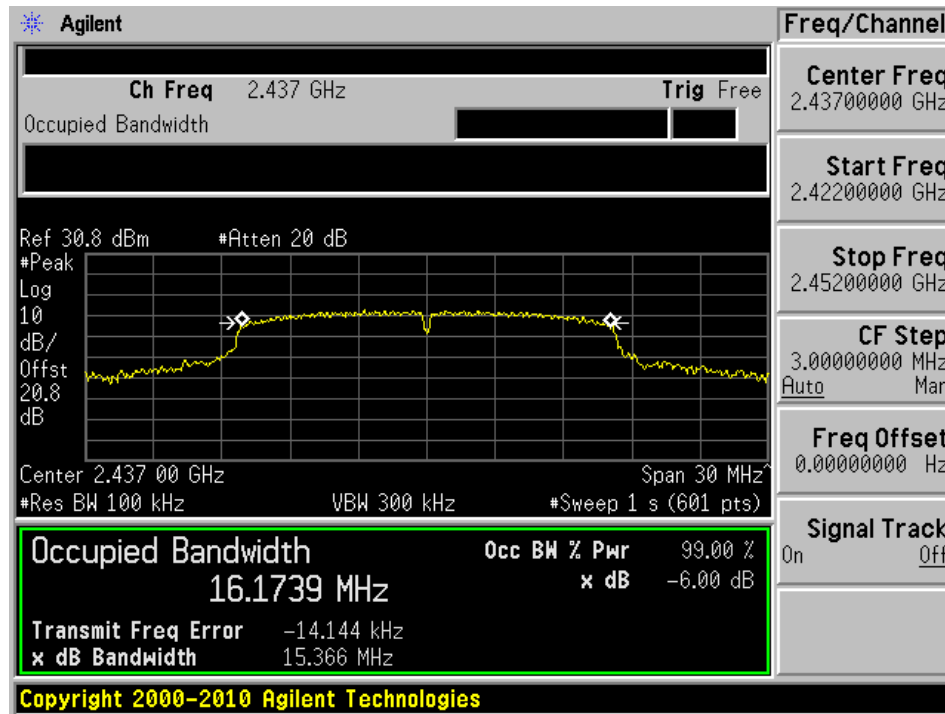 Agilent
Freq/Channel
Ch Freq 2.437 GHz Trig Free
Occupied Bandwidth
Center Freq
2.43700000 GHz
Start Freq
2.42200000 GHz
Stop Freq
2.45200000 GHz
CF Step
3.00000000 MHz
Auto Man
Freq Offset
0.00000000 Hz
Signal Track
On Off
Ref 30.8 dBm #Atten 20 dB
#Peak
Log
10
dB/
Offst
20.8
dB
Center 2.437 00 GHz Span 30 MHz^
#Res BW 100 kHz VBW 300 kHz #Sweep 1 s (601 pts)
Occupied Bandwidth
16.1739 MHz
Occ BW % Pwr 99.00 %
x dB -6.00 dB
Transmit Freq Error -14.144 kHz
x dB Bandwidth 15.366 MHz
Copyright 2000-2010 Agilent Technologies